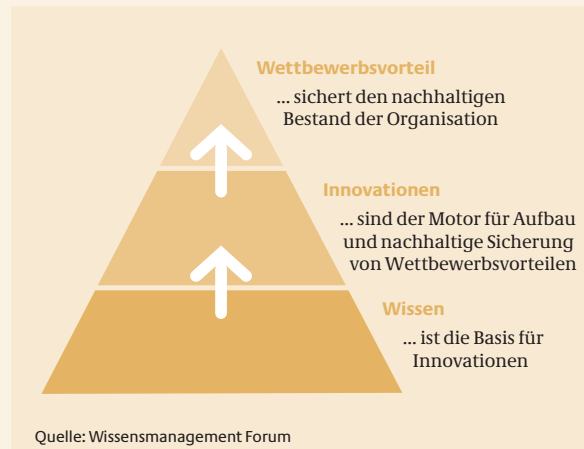 Wettbewerbsvorteil
... sichert den nachhaltigen
Bestand der Organisation
Innovationen
... sind der Motor für Aufbau
und nachhaltige Sicherung
von Wettbewerbsvorteilen
Wissen
... ist die Basis für
Innovationen
Quelle: Wissensmanagement Forum